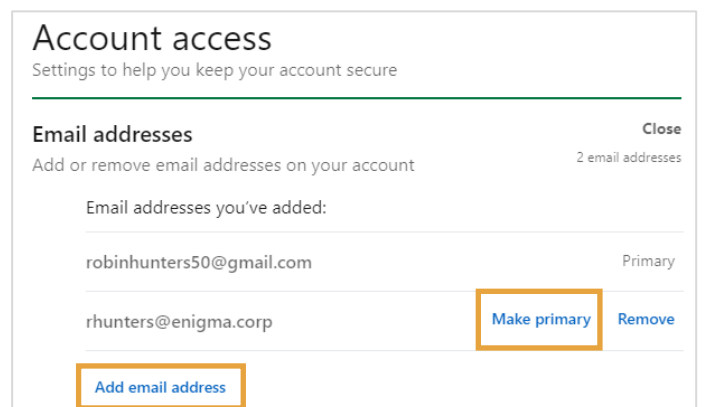 Account access
Settings to help you keep your account secure
Email addresses
Close
Add or remove email addresses on your account
2 email addresses
Email addresses you've added:
robinhunters50@gmail.com
Primary
rhunters@enigma.corp
Make primary
Remove
Add email address